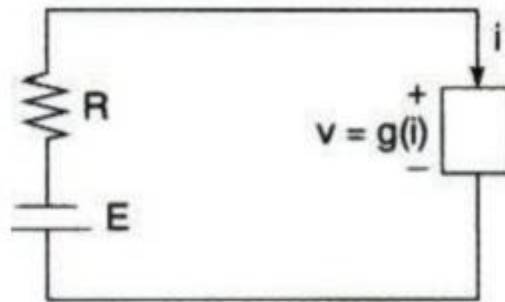 i
R
+
v = g(i)
−
E